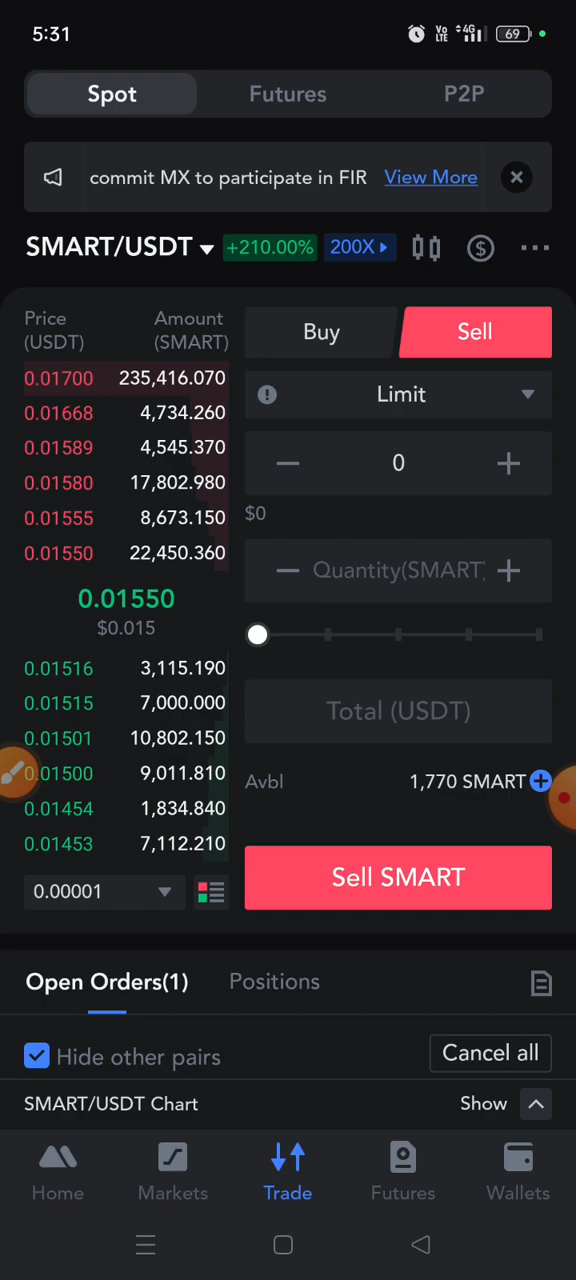 5:31
Vo LTE 4G 69
Spot Futures P2P
commit MX to participate in FIR View More
SMART/USDT +210.00% 200X
Price (USDT) Amount (SMART)
Buy Sell
0.01700 235,416.070
0.01668 4,734.260
0.01589 4,545.370
0.01580 17,802.980
0.01555 8,673.150
0.01550 22,450.360
0.01550
$0.015
0.01516 3,115.190
0.01515 7,000.000
0.01501 10,802.150
0.01500 9,011.810
0.01454 1,834.840
0.01453 7,112.210
0.00001
Limit
0
$0
Quantity(SMART)
Total (USDT)
Avbl 1,770 SMART
Sell SMART
Open Orders(1) Positions
Hide other pairs Cancel all
SMART/USDT Chart Show
Home Markets Trade Futures Wallets